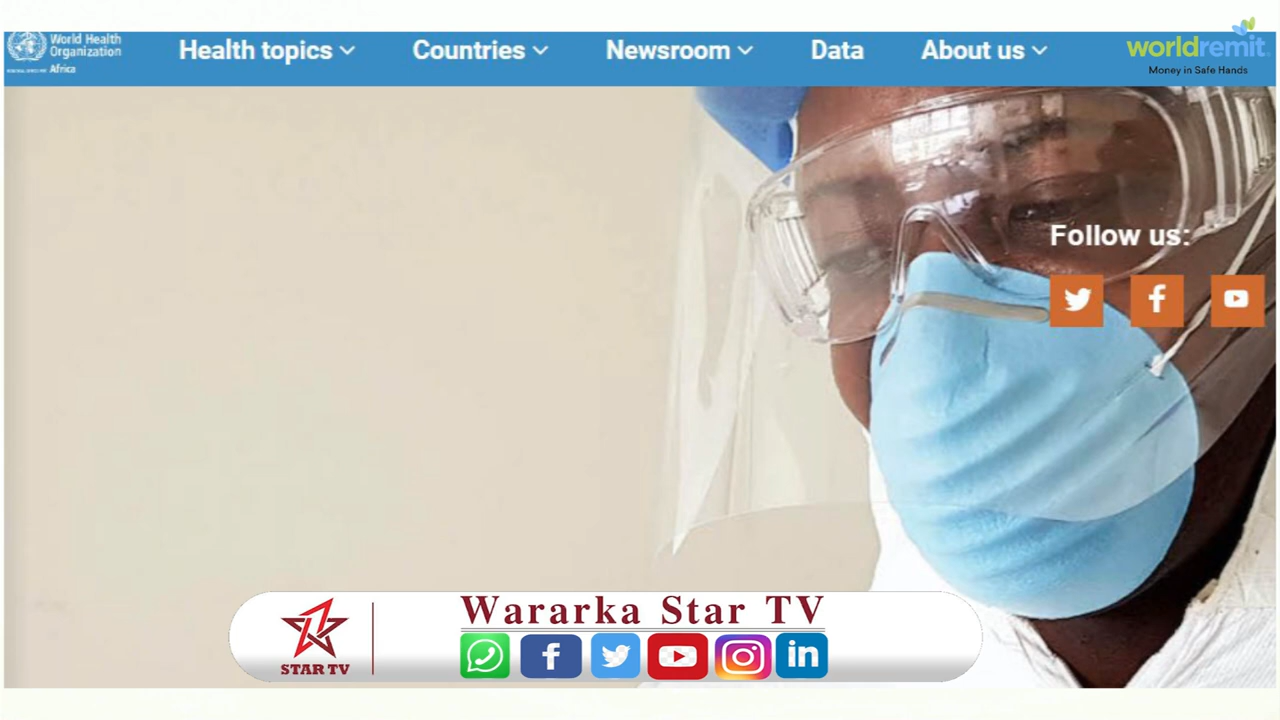 World Health
Organization
Africa
Health topics
Countries
Newsroom
Data
About us
worldremit
Money in Safe Hands
Follow us:
Wararka Star TV
STAR TV